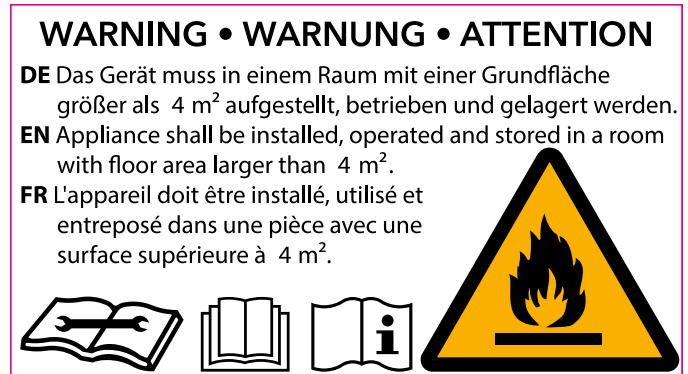 WARNING • WARNUNG • ATTENTION
DE Das Gerät muss in einem Raum mit einer Grundfläche
größer als 4 m² aufgestellt, betrieben und gelagert werden.
EN Appliance shall be installed, operated and stored in a room
with floor area larger than 4 m².
FR L'appareil doit être installé, utilisé et
entreposé dans une pièce avec une
surface supérieure à 4 m².
i